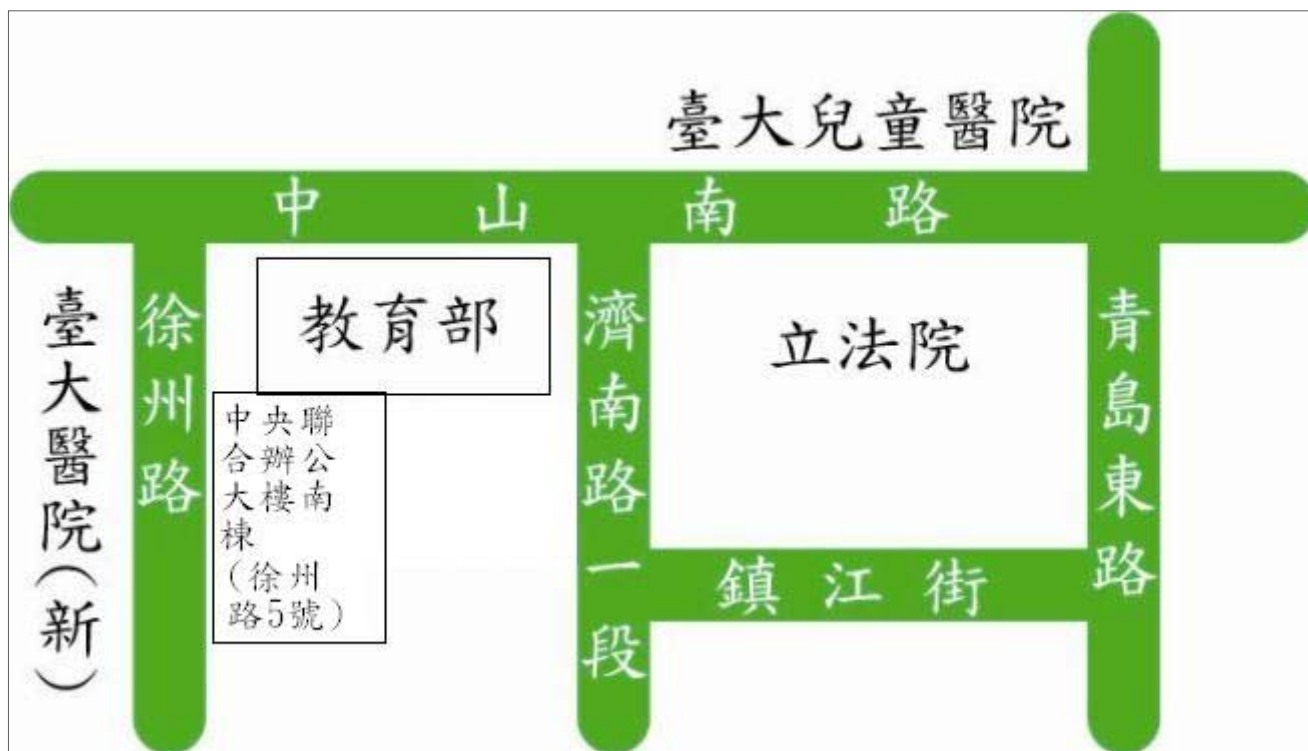 臺大兒童醫院
中山南路
臺大醫院(新)
徐州路
教育部
中央聯
合辦公
大樓南
棟
(徐州
路5號)
濟南路一段
立法院
青島東路
鎮江街